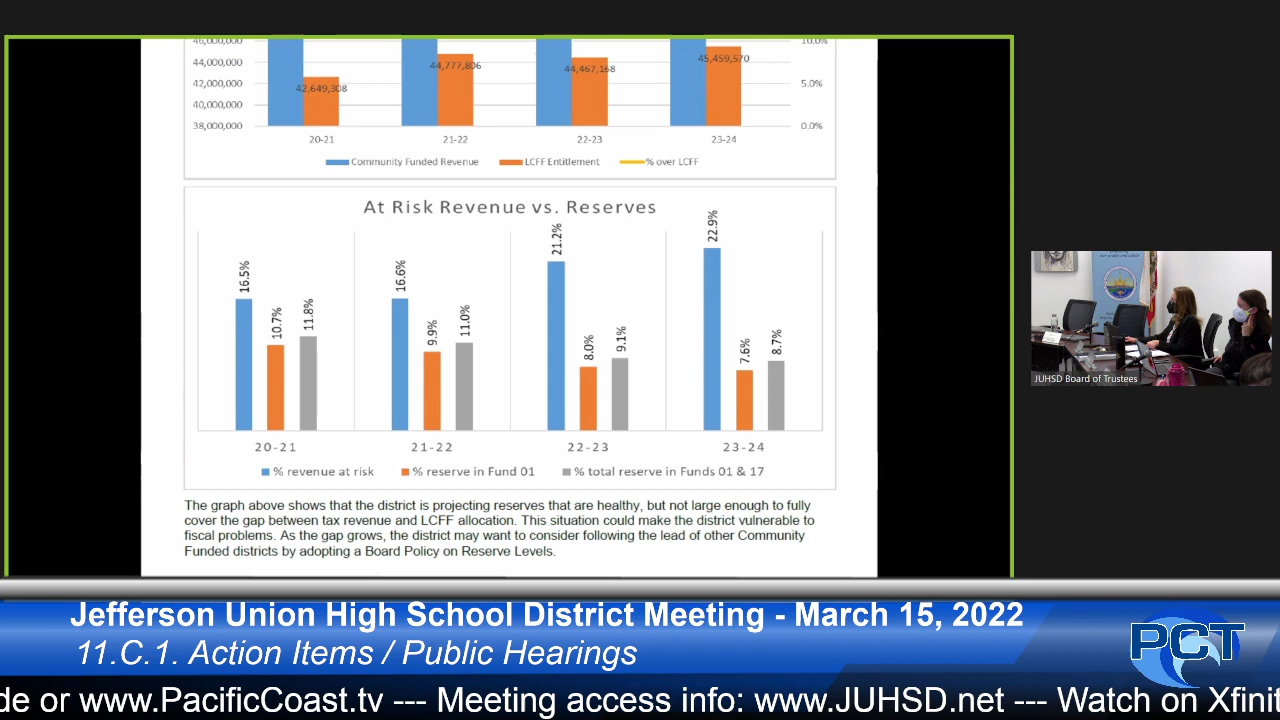 46,000,000
44,000,000
42,000,000
40,000,000
38,000,000
10.0%
5.0%
0.0%
42,649,308
44,777,806
44,467,168
45,459,570
20-21
21-22
22-23
23-24
Community Funded Revenue
LCFF Entitlement
% over LCFF
At Risk Revenue vs. Reserves
16.5%
10.7%
11.8%
16.6%
9.9%
11.0%
21.2%
8.0%
9.1%
22.9%
7.6%
8.7%
20-21
21-22
22-23
23-24
% revenue at risk
% reserve in Fund 01
% total reserve in Funds 01 & 17
The graph above shows that the district is projecting reserves that are healthy, but not large enough to fully
cover the gap between tax revenue and LCFF allocation. This situation could make the district vulnerable to
fiscal problems. As the gap grows, the district may want to consider following the lead of other Community
Funded districts by adopting a Board Policy on Reserve Levels.
JUHSD Board of Trustees
Jefferson Union High School District Meeting - March 15, 2022
11.C.1. Action Items / Public Hearings
PCT
de or www.PacificCoast.tv --- Meeting access info: www.JUHSD.net --- Watch on Xfinit